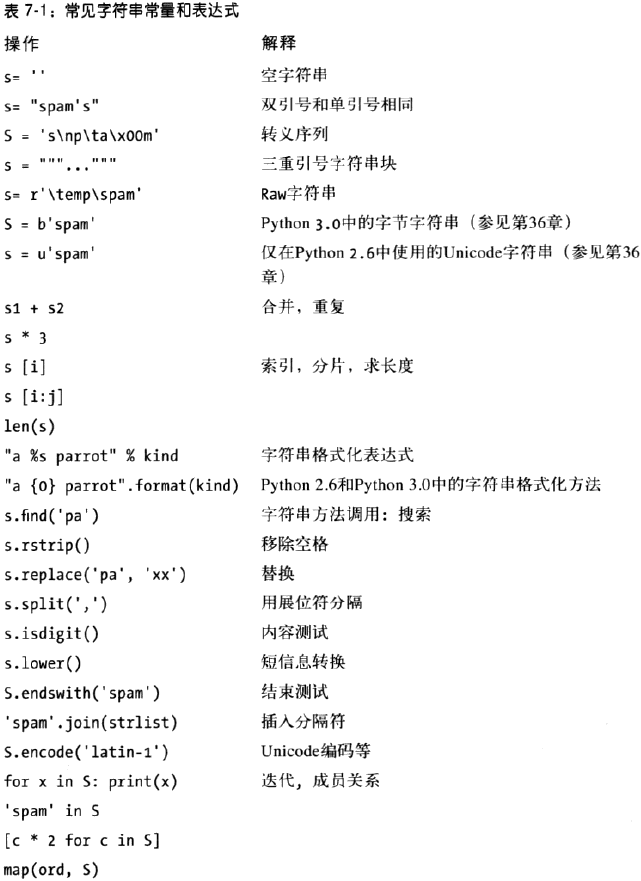 表 7-1：常见字符串常量和表达式
操作 解释
s= '' 空字符串
s= "spam's" 双引号和单引号相同
S = 's\np\ta\x00m' 转义序列
s = """...""" 三重引号字符串块
s= r'\temp\spam' Raw字符串
S = b'spam' Python 3.0中的字节字符串（参见第36章）
s = u'spam' 仅在Python 2.6中使用的Unicode字符串（参见第36
章）
s1 + s2 合并，重复
s * 3
s [i] 索引，分片，求长度
s [i:j]
len(s)
"a %s parrot" % kind 字符串格式化表达式
"a {0} parrot".format(kind) Python 2.6和Python 3.0中的字符串格式化方法
s.find('pa') 字符串方法调用：搜索
s.rstrip() 移除空格
s.replace('pa', 'xx') 替换
s.split(',') 用展位符分隔
s.isdigit() 内容测试
s.lower() 短信息转换
S.endswith('spam') 结束测试
'spam'.join(strlist) 插入分隔符
S.encode('latin-1') Unicode编码等
for x in S: print(x) 迭代，成员关系
'spam' in S
[c * 2 for c in S]
map(ord, S)